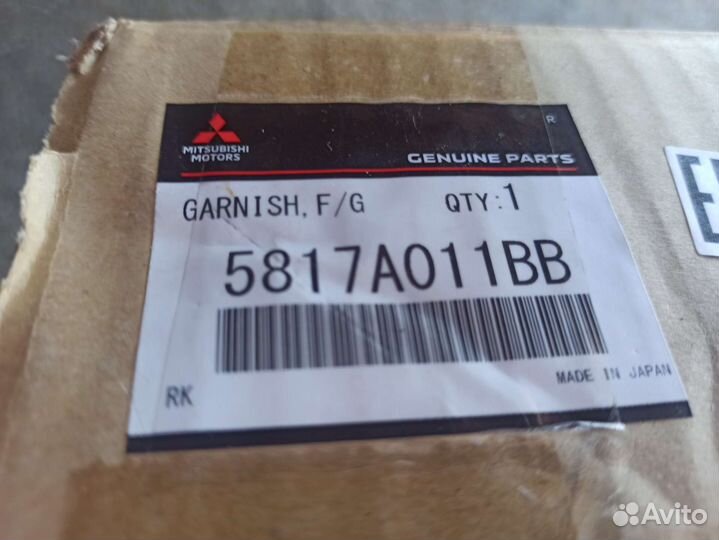 R
MITSUBISHI
MOTORS
GENUINE PARTS
GARNISH, F/G QTY:1
5817A011BB
MADE IN JAPAN
RK
Avito